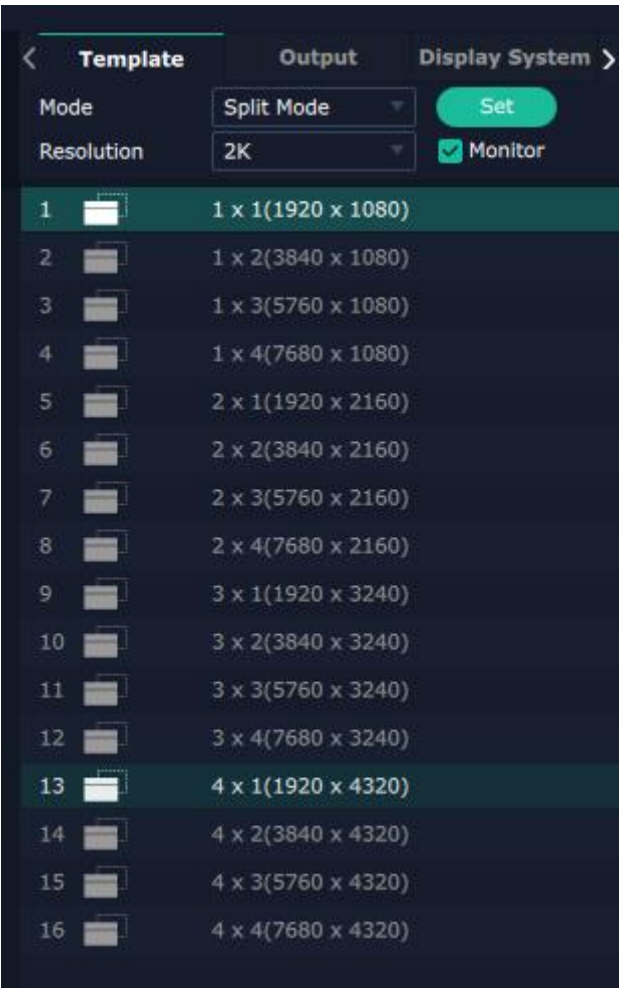 Template Output Display System
Mode Split Mode Set
Resolution 2K Monitor
1 1 x 1(1920 x 1080)
2 1 x 2(3840 x 1080)
3 1 x 3(5760 x 1080)
4 1 x 4(7680 x 1080)
5 2 x 1(1920 x 2160)
6 2 x 2(3840 x 2160)
7 2 x 3(5760 x 2160)
8 2 x 4(7680 x 2160)
9 3 x 1(1920 x 3240)
10 3 x 2(3840 x 3240)
11 3 x 3(5760 x 3240)
12 3 x 4(7680 x 3240)
13 4 x 1(1920 x 4320)
14 4 x 2(3840 x 4320)
15 4 x 3(5760 x 4320)
16 4 x 4(7680 x 4320)